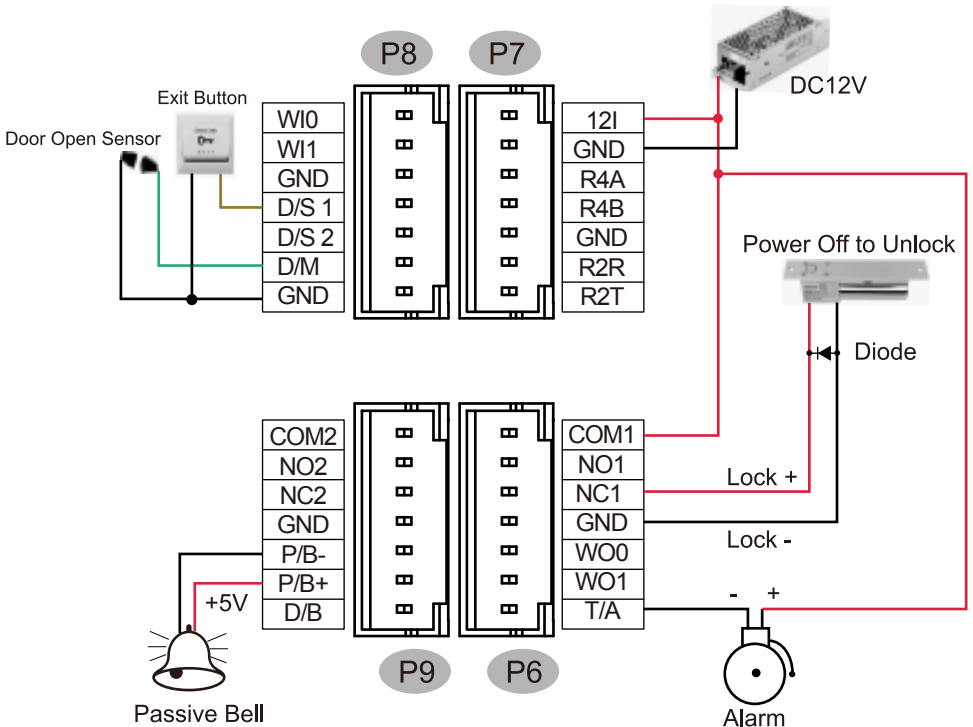 P8
P7
DC12V
Exit Button
Door Open Sensor
WI0
WI1
GND
D/S 1
D/S 2
D/M
GND
12I
GND
R4A
R4B
GND
R2R
R2T
Power Off to Unlock
Diode
COM2
NO2
NC2
GND
P/B-
P/B+
D/B
+5V
COM1
NO1
NC1
GND
WO0
WO1
T/A
Lock +
Lock -
- +
P9
P6
Passive Bell
Alarm